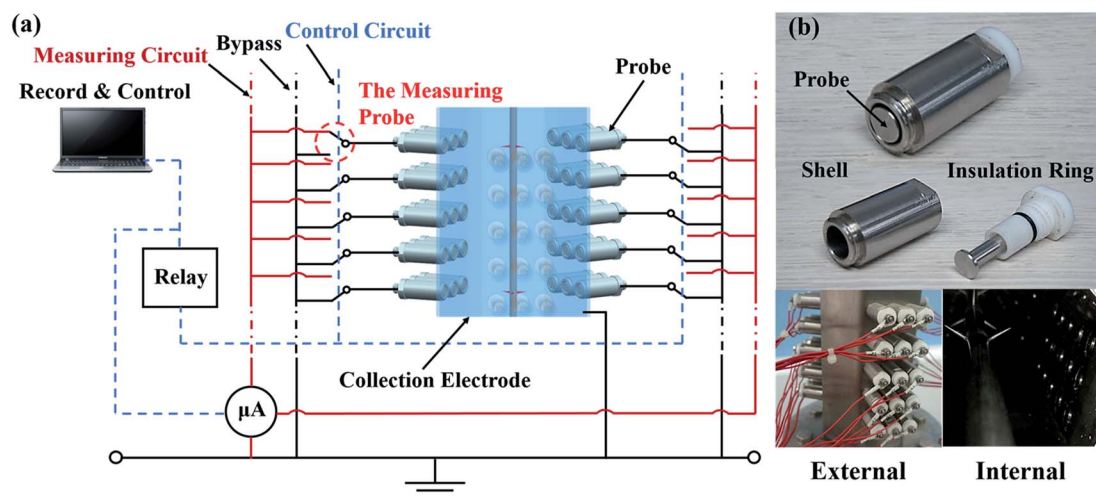 (a)
Control Circuit
Bypass
Measuring Circuit
Record & Control
The Measuring
Probe
Probe
Relay
Collection Electrode
μA
(b)
Probe
Shell
Insulation Ring
External
Internal